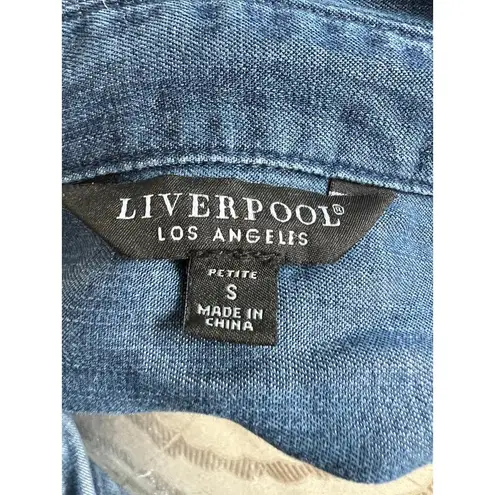 LIVERPOOL®
LOS ANGELES
PETITE
S
MADE IN
CHINA